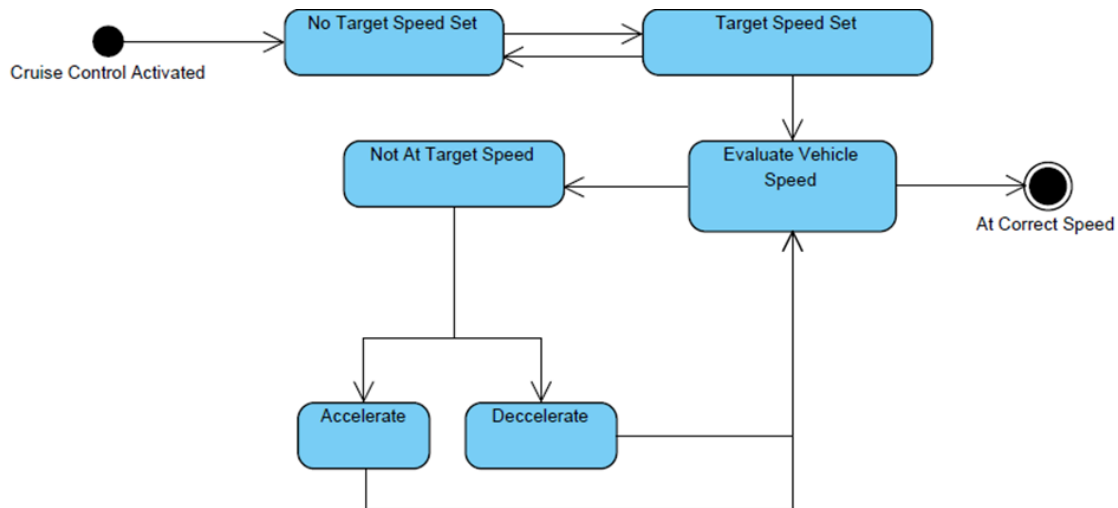 No Target Speed Set
Target Speed Set
Cruise Control Activated
Not At Target Speed
Evaluate Vehicle
Speed
At Correct Speed
Accelerate
Deccelerate